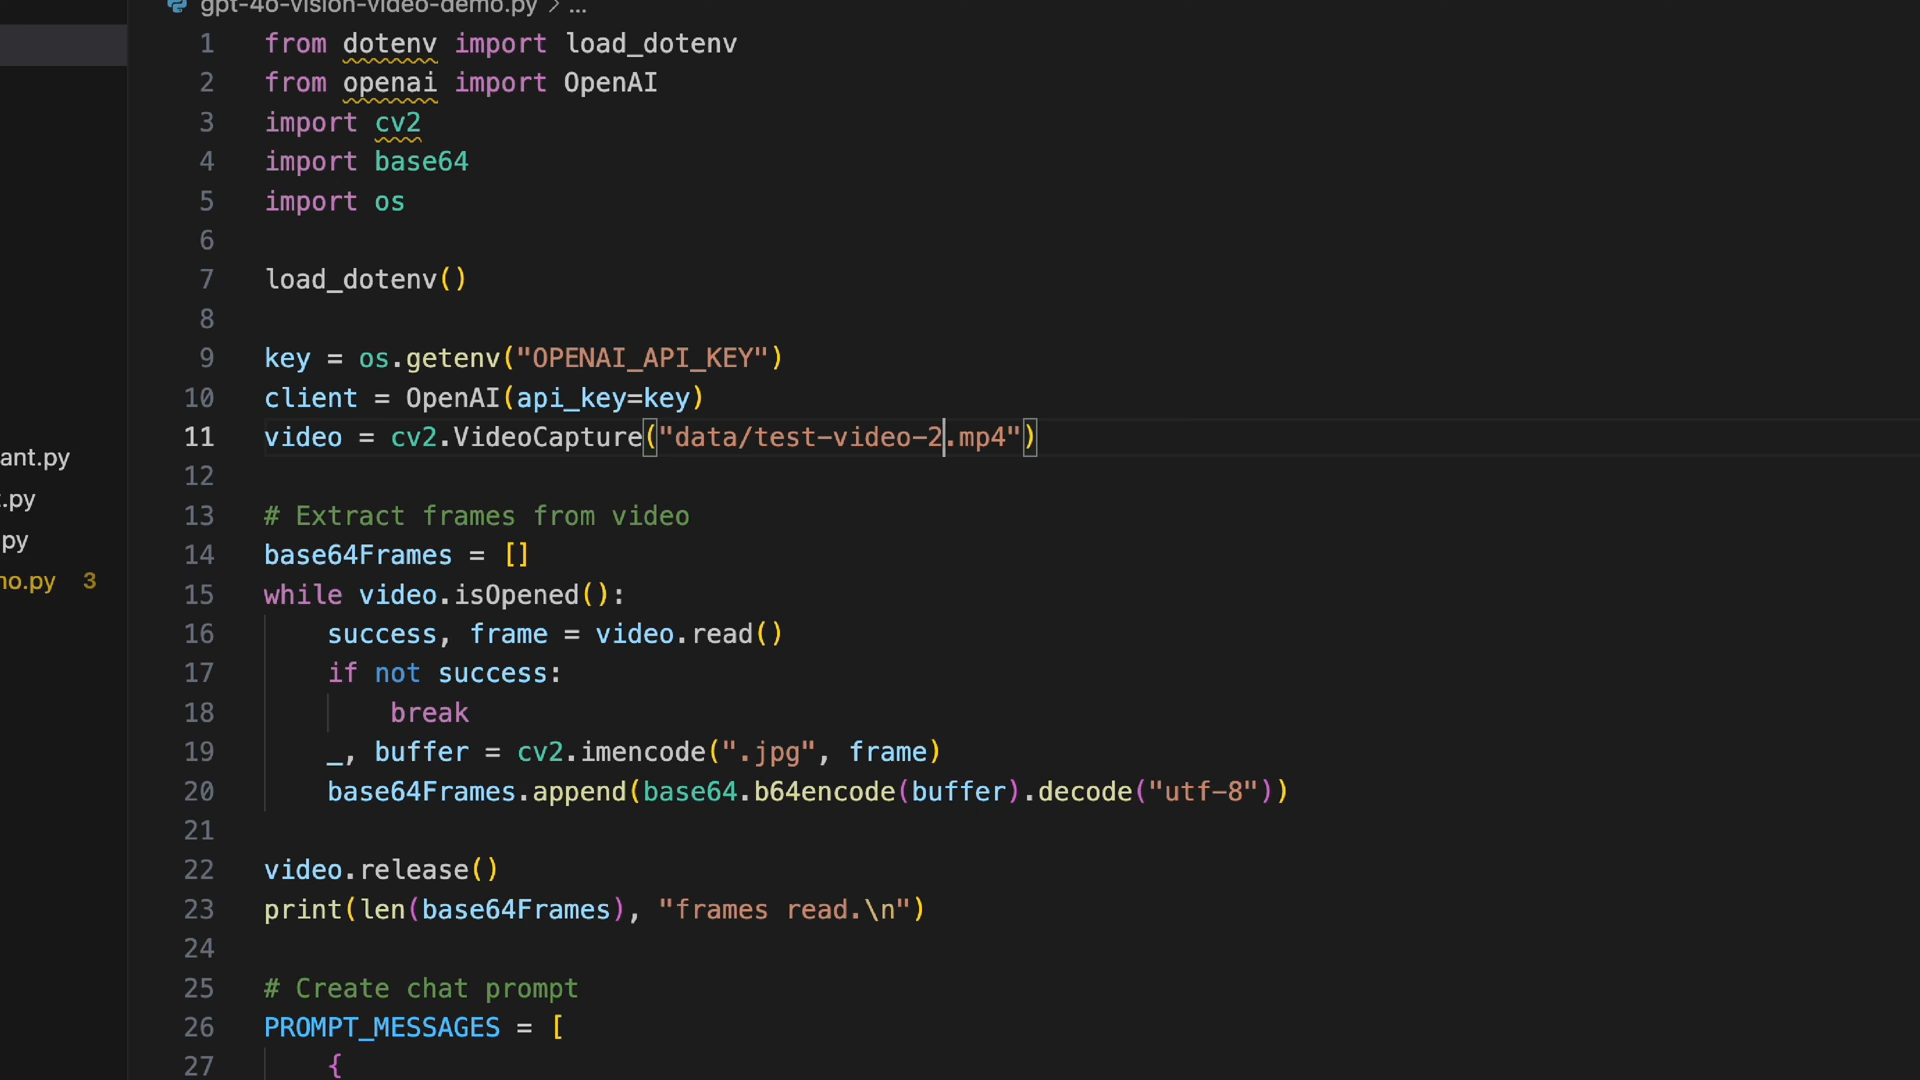 gpt-4o-vision-video-demo.py > ...
1 from dotenv import load_dotenv
2 from openai import OpenAI
3 import cv2
4 import base64
5 import os
6
7 load_dotenv()
8
9 key = os.getenv("OPENAI_API_KEY")
10 client = OpenAI(api_key=key)
11 video = cv2.VideoCapture("data/test-video-2.mp4")
12
13 # Extract frames from video
14 base64Frames = []
15 while video.isOpened():
16     success, frame = video.read()
17     if not success:
18         break
19     _, buffer = cv2.imencode(".jpg", frame)
20     base64Frames.append(base64.b64encode(buffer).decode("utf-8"))
21
22 video.release()
23 print(len(base64Frames), "frames read.\n")
24
25 # Create chat prompt
26 PROMPT_MESSAGES = [
27     {
ant.py
.py
py
no.py 3